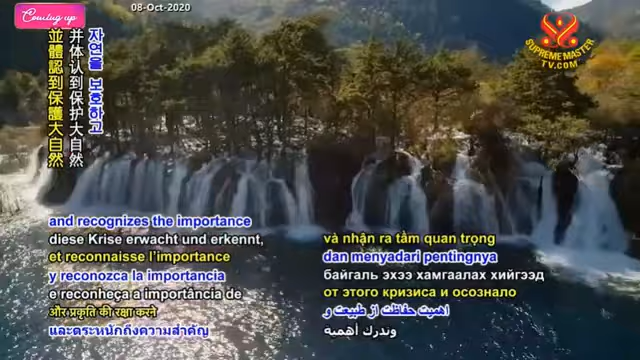 Coming up
08-Oct-2020
SUPREME MASTER
TV.COM
자연을 보호하고
并体认到保护大自然
並體認到保護大自然
and recognizes the importance
diese Krise erwacht und erkennt,
et reconnaisse l'importance
y reconozca la importancia
e reconheça a importância de
और प्रकृति की रक्षा करने
และตระหนักถึงความสำคัญ
và nhận ra tầm quan trọng
dan menyadari pentingnya
байгаль эхээ хамгаалах хийгээд
от этого кризиса и осознало
اهمیت حفاظت از طبیعت و
وندرك أهمية